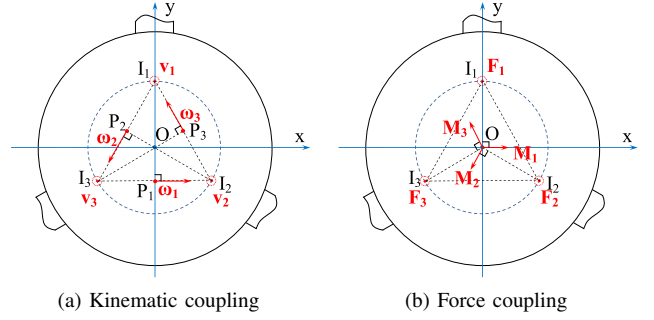 y
I₁ v₁
P₂ ω₃
ω₂ O P₃
x
I₃ P₁ ω₁ I₂
v₃ v₂
(a) Kinematic coupling
y
I₁ F₁
M₃ O
x
M₁
I₃ M₂ I₂
F₃ F₂
(b) Force coupling